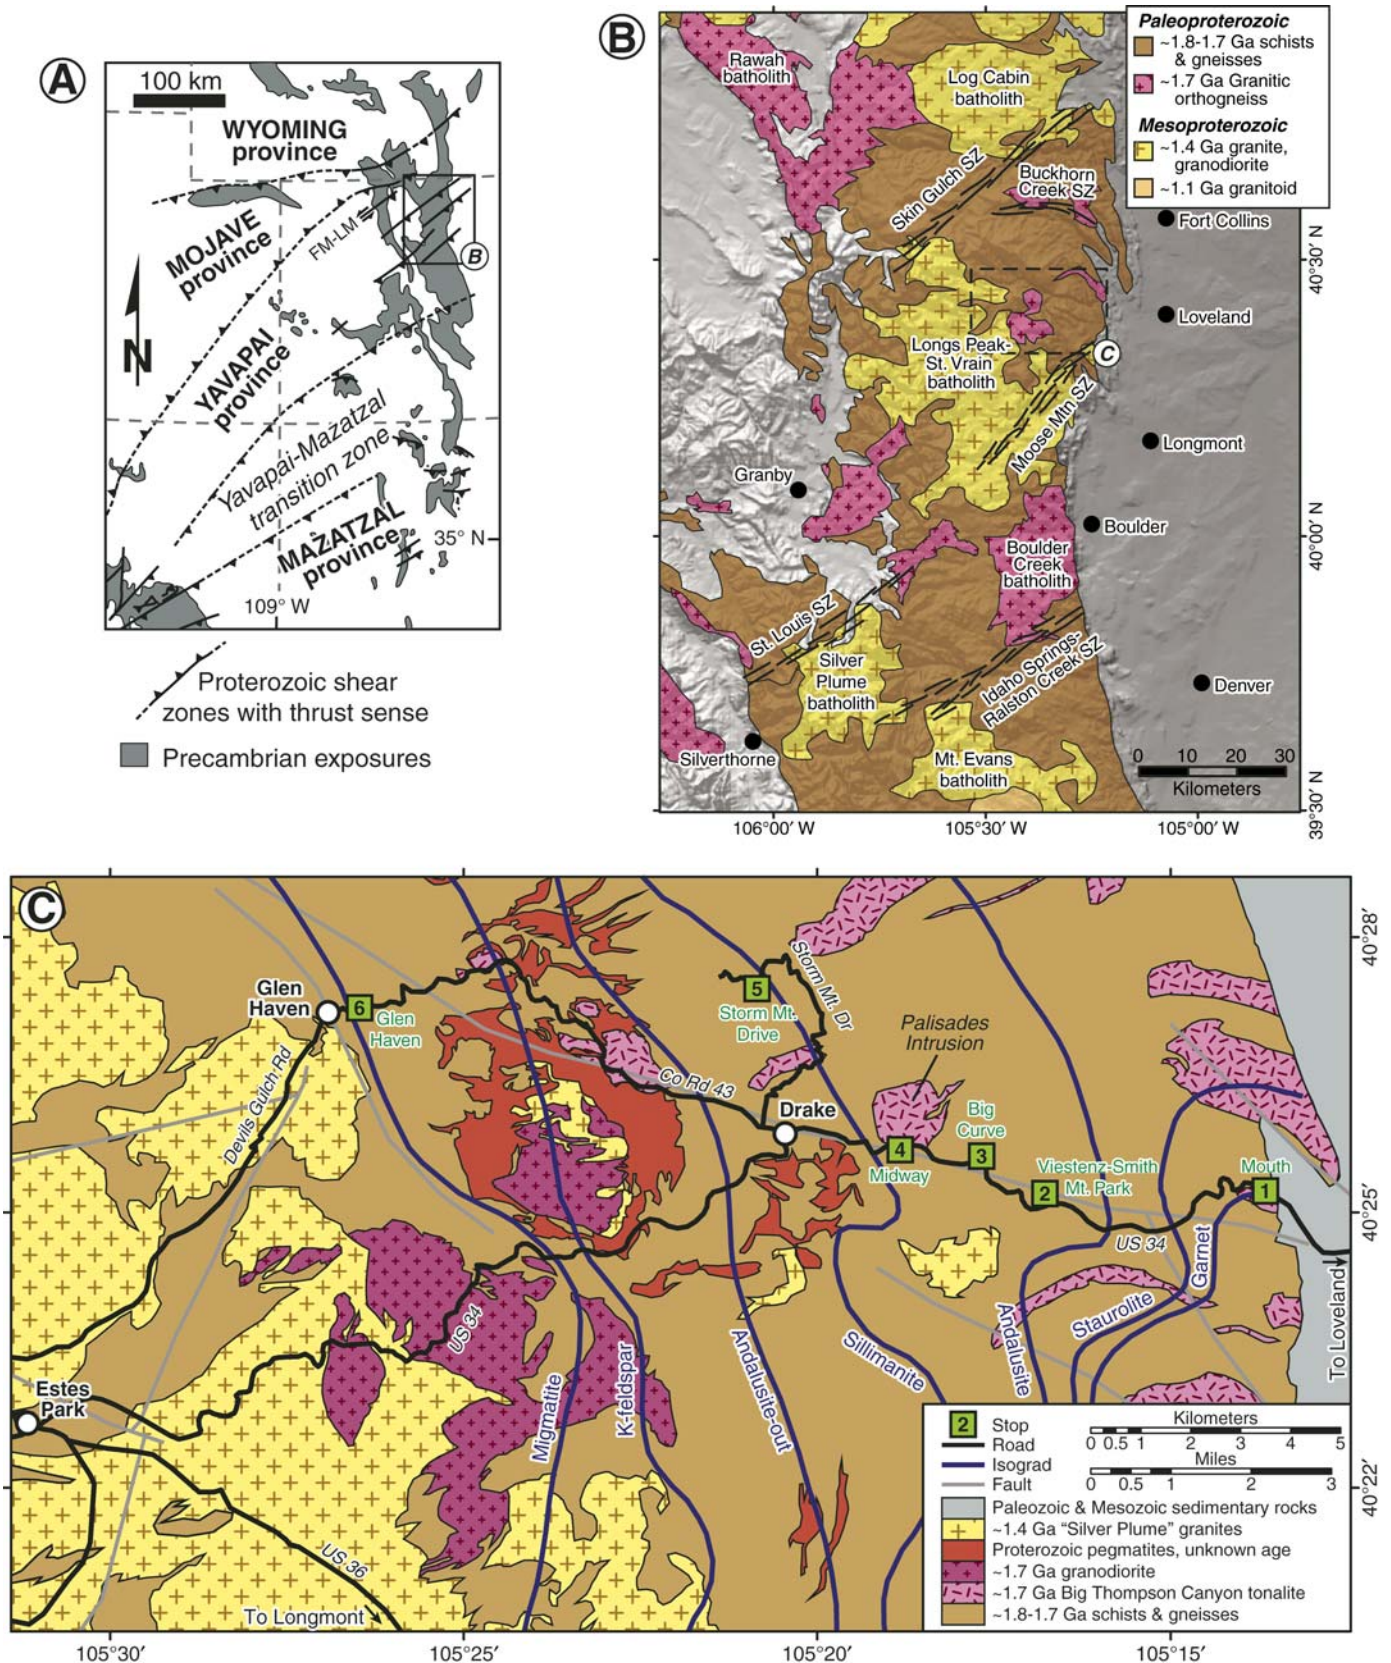 A
100 km
WYOMING
province
MOJAVE
province
FM-LM
B
N
YAVAPAI
province
Yavapai-Mazatzal
transition zone
MAZATZAL
province
35° N
109° W
Proterozoic shear
zones with thrust sense
Precambrian exposures
B
Paleoproterozoic
~1.8-1.7 Ga schists
& gneisses
~1.7 Ga Granitic
orthogneiss
Mesoproterozoic
~1.4 Ga granite,
granodiorite
~1.1 Ga granitoid
Rawah
batholith
Log Cabin
batholith
Skin Gulch SZ
Buckhorn
Creek SZ
Fort Collins
40°30′ N
Loveland
Longs Peak-
St. Vrain
batholith
C
Moose Mtn SZ
Longmont
Granby
Boulder
40°00′ N
Boulder
Creek
batholith
St. Louis SZ
Silver
Plume
batholith
Idaho Springs-
Ralston Creek SZ
Denver
Silverthorne
Mt. Evans
batholith
0 10 20 30
Kilometers
39°30′ N
106°00′ W
105°30′ W
105°00′ W
C
40°28′
Glen
Haven
6
Glen
Haven
5
Storm Mt.
Drive
Storm Mt. Dr
Palisades
Intrusion
Devils Gulch Rd
Co Rd 43
Drake
Big
Curve
4
Midway
3
Viestenz-Smith
Mt. Park
2
Mouth
1
40°25′
US 34
Garnet
To Loveland
Staurolite
Andalusite
Sillimanite
Andalusite-out
K-feldspar
Migmatite
US 34
Estes
Park
US 36
To Longmont
40°22′
2 Stop
Road
Isograd
Fault
Kilometers
0 0.5 1 2 3 4 5
Miles
0 0.5 1 2 3
Paleozoic & Mesozoic sedimentary rocks
~1.4 Ga “Silver Plume” granites
Proterozoic pegmatites, unknown age
~1.7 Ga granodiorite
~1.7 Ga Big Thompson Canyon tonalite
~1.8-1.7 Ga schists & gneisses
105°30′
105°25′
105°20′
105°15′